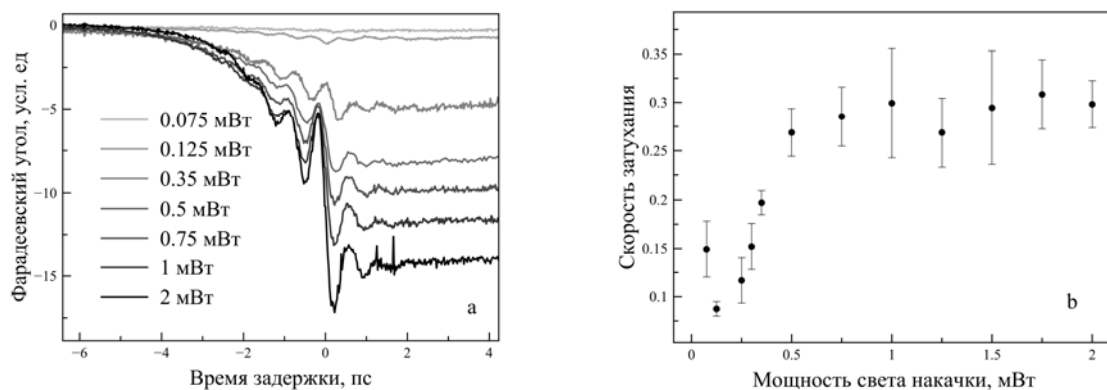 Фарадеевский угол, усл. ед
0
−5
−10
−15
0.075 мВт
0.125 мВт
0.35 мВт
0.5 мВт
0.75 мВт
1 мВт
2 мВт
a
−6
−4
−2
0
2
4
Время задержки, пс
b
Скорость затухания
0.35
0.3
0.25
0.2
0.15
0.1
0
0.5
1
1.5
2
Мощность света накачки, мВт